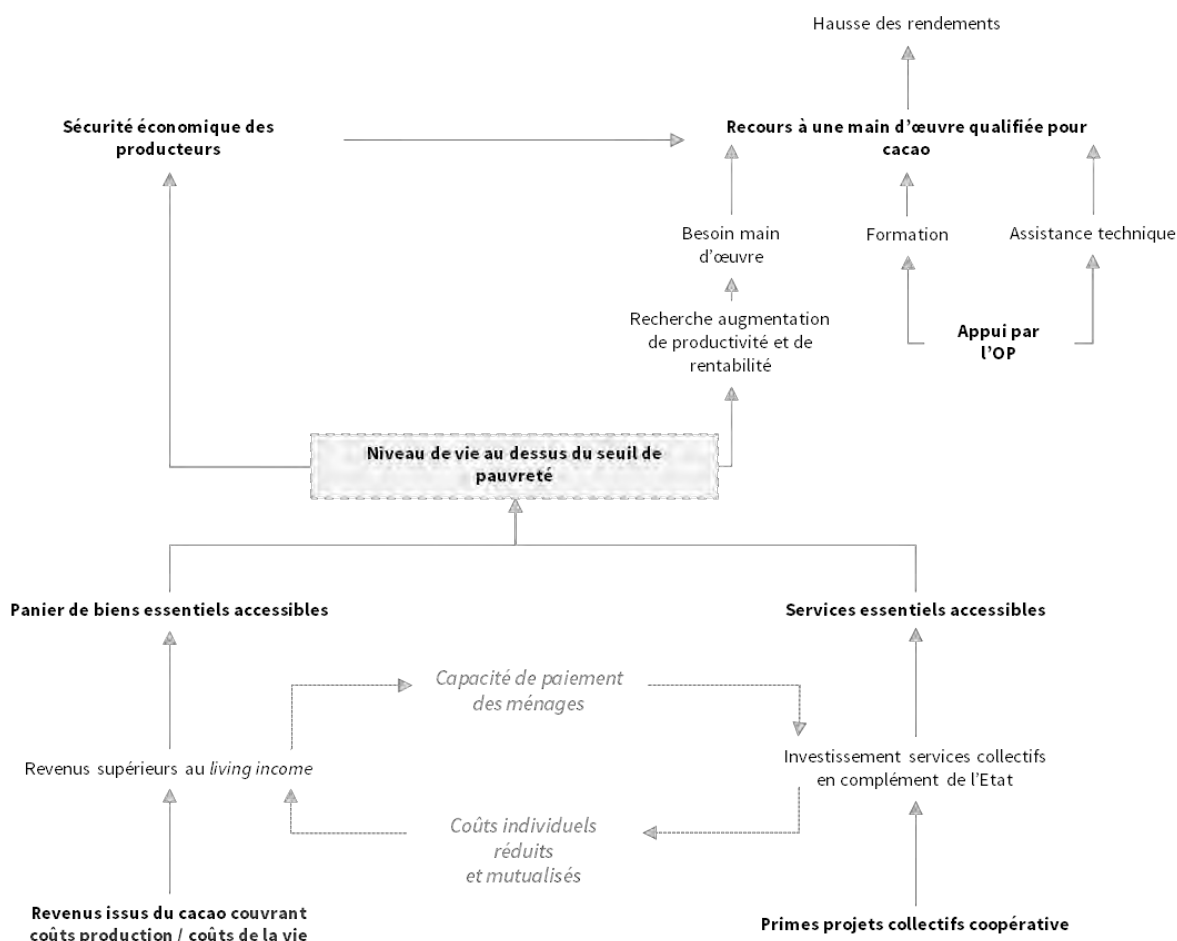 Hausse des rendements
Sécurité économique des
producteurs
Recours à une main d'œuvre qualifiée pour
cacao
Besoin main
d'œuvre
Formation
Assistance technique
Recherche augmentation
de productivité et de
rentabilité
Appui par
l'OP
Niveau de vie au dessus du seuil de
pauvreté
Panier de biens essentiels accessibles
Services essentiels accessibles
Capacité de paiement
des ménages
Revenus supérieurs au living income
Investissement services collectifs
en complément de l'Etat
Coûts individuels
réduits
et mutualisés
Revenus issus du cacao couvrant
coûts production / coûts de la vie
Primes projets collectifs coopérative